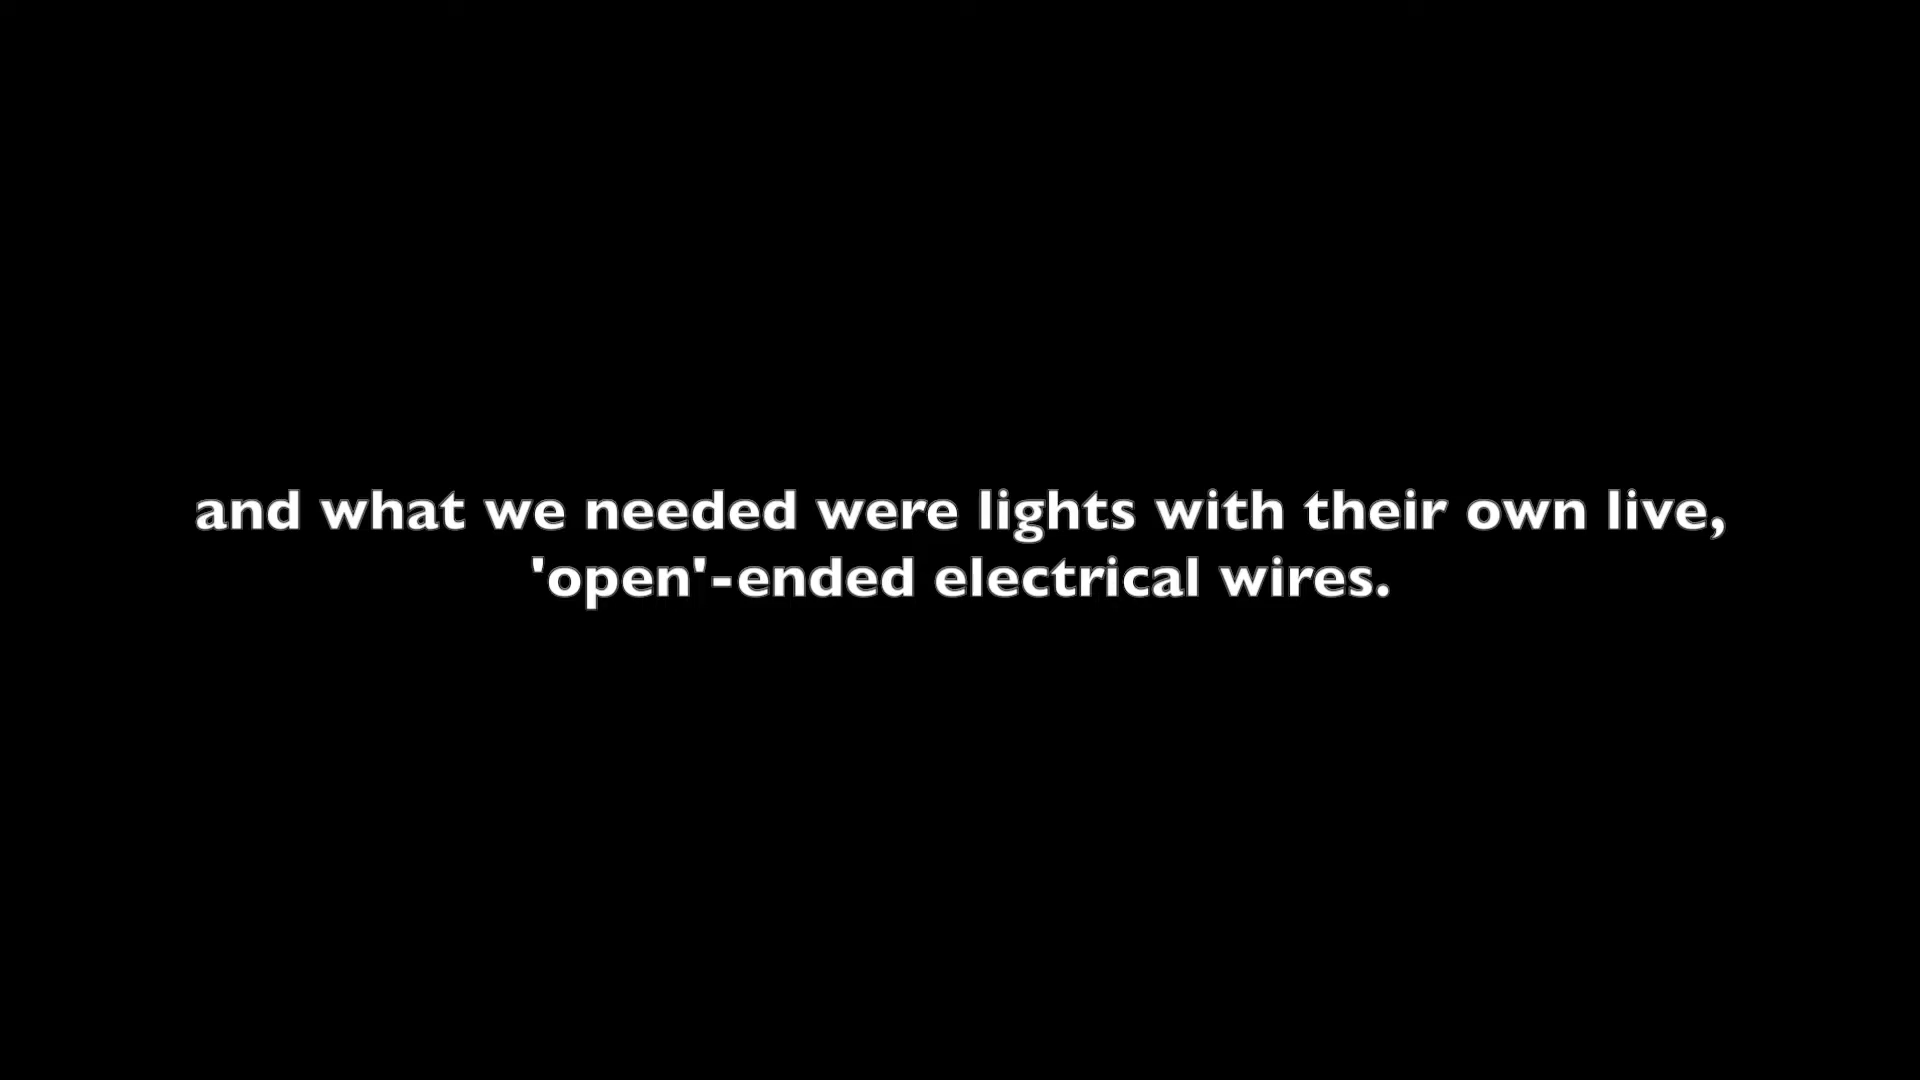 and what we needed were lights with their own live,
'open'-ended electrical wires.